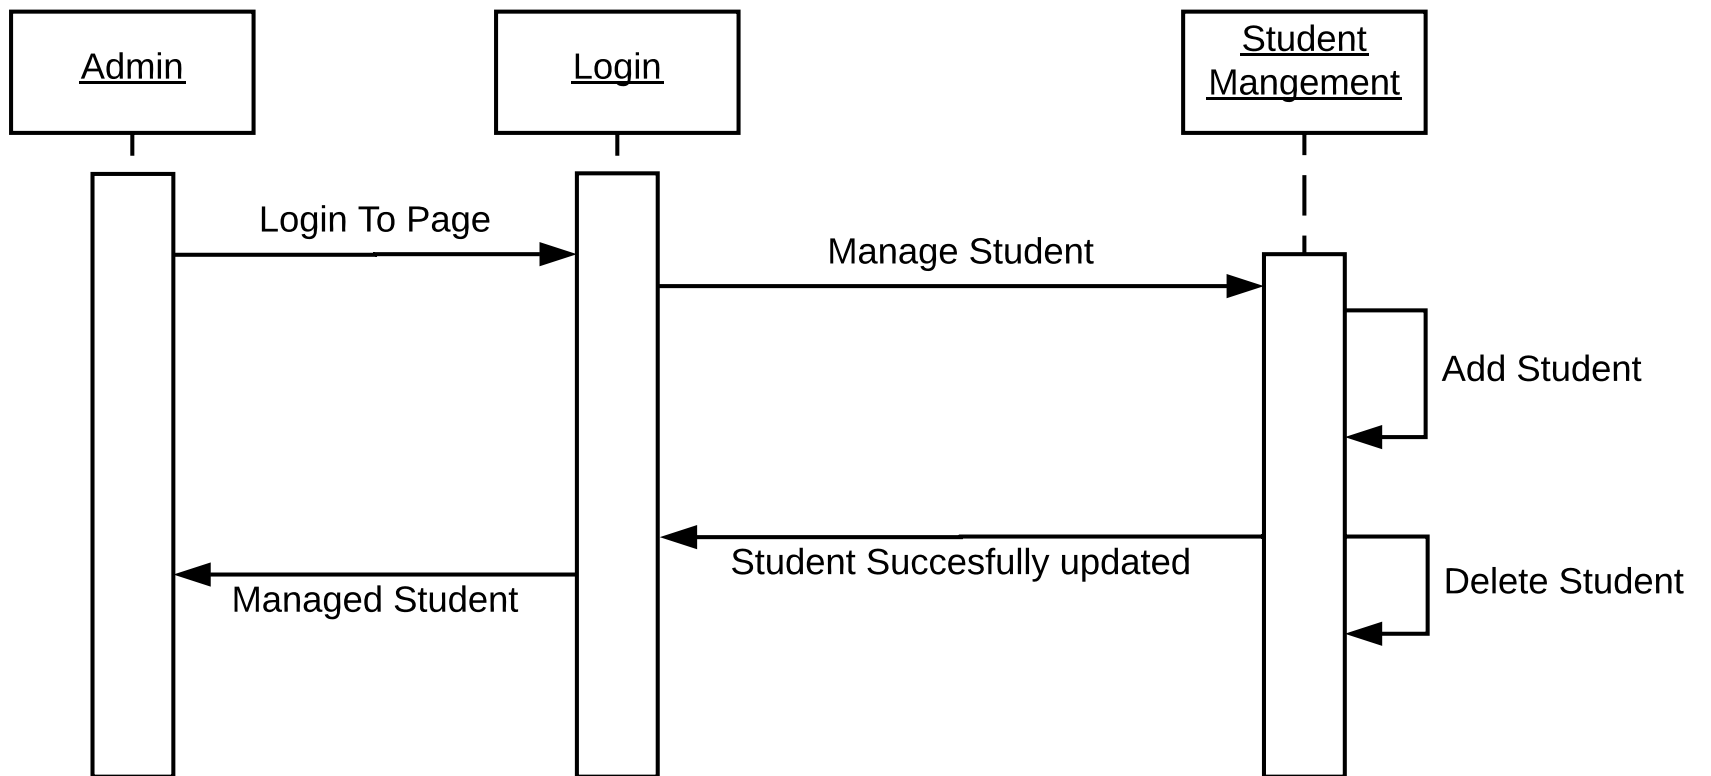 Admin
Login
Student
Mangement
Login To Page
Manage Student
Add Student
Student Succesfully updated
Delete Student
Managed Student